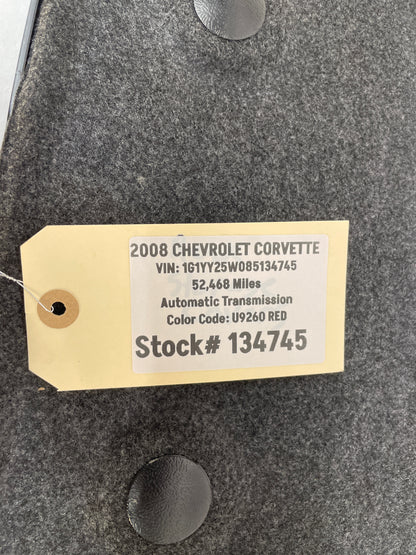 2008 CHEVROLET CORVETTE
VIN: 1G1YY25W085134745
52,468 Miles
Automatic Transmission
Color Code: U9260 RED
Stock# 134745